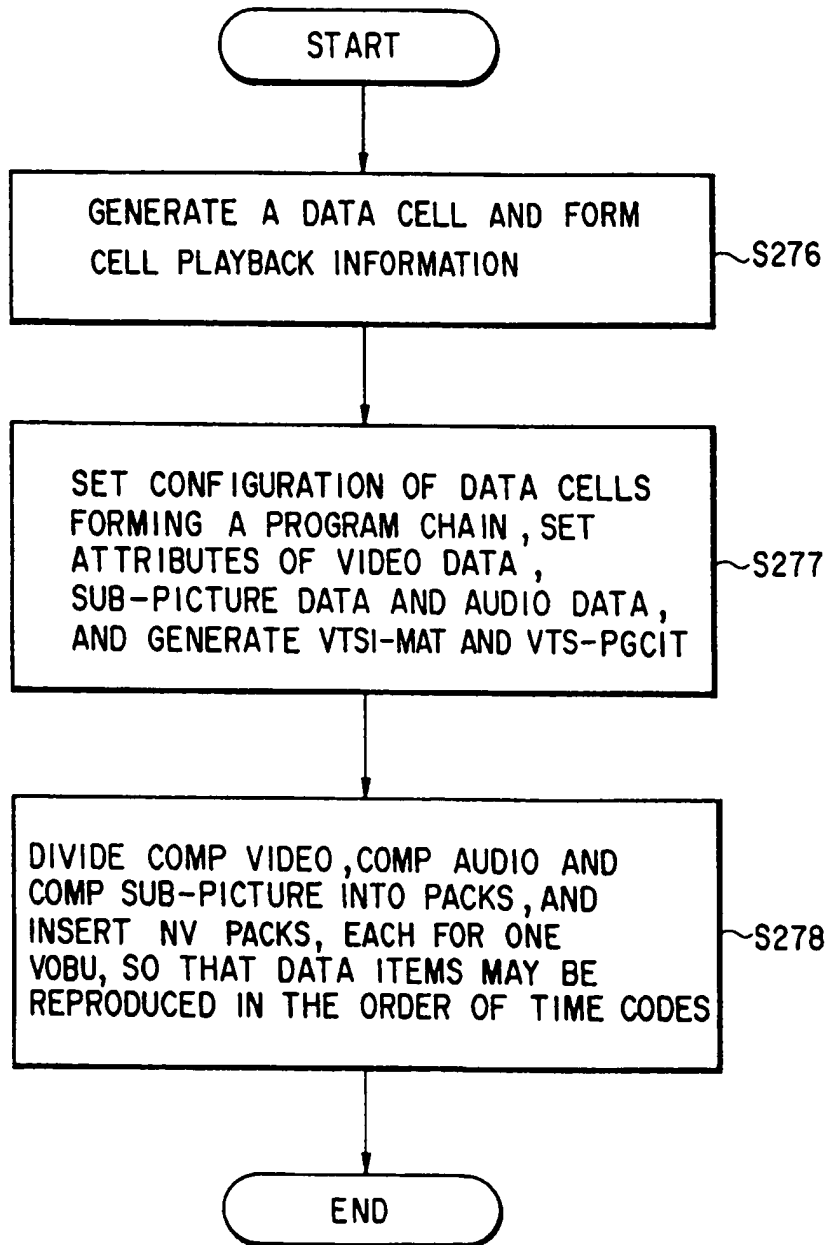 START
GENERATE A DATA CELL AND FORM
CELL PLAYBACK INFORMATION
S276
SET CONFIGURATION OF DATA CELLS
FORMING A PROGRAM CHAIN, SET
ATTRIBUTES OF VIDEO DATA,
SUB-PICTURE DATA AND AUDIO DATA,
AND GENERATE VTSI-MAT AND VTS-PGCIT
S277
DIVIDE COMP VIDEO, COMP AUDIO AND
COMP SUB-PICTURE INTO PACKS, AND
INSERT NV PACKS, EACH FOR ONE
VOBU, SO THAT DATA ITEMS MAY BE
REPRODUCED IN THE ORDER OF TIME CODES
S278
END